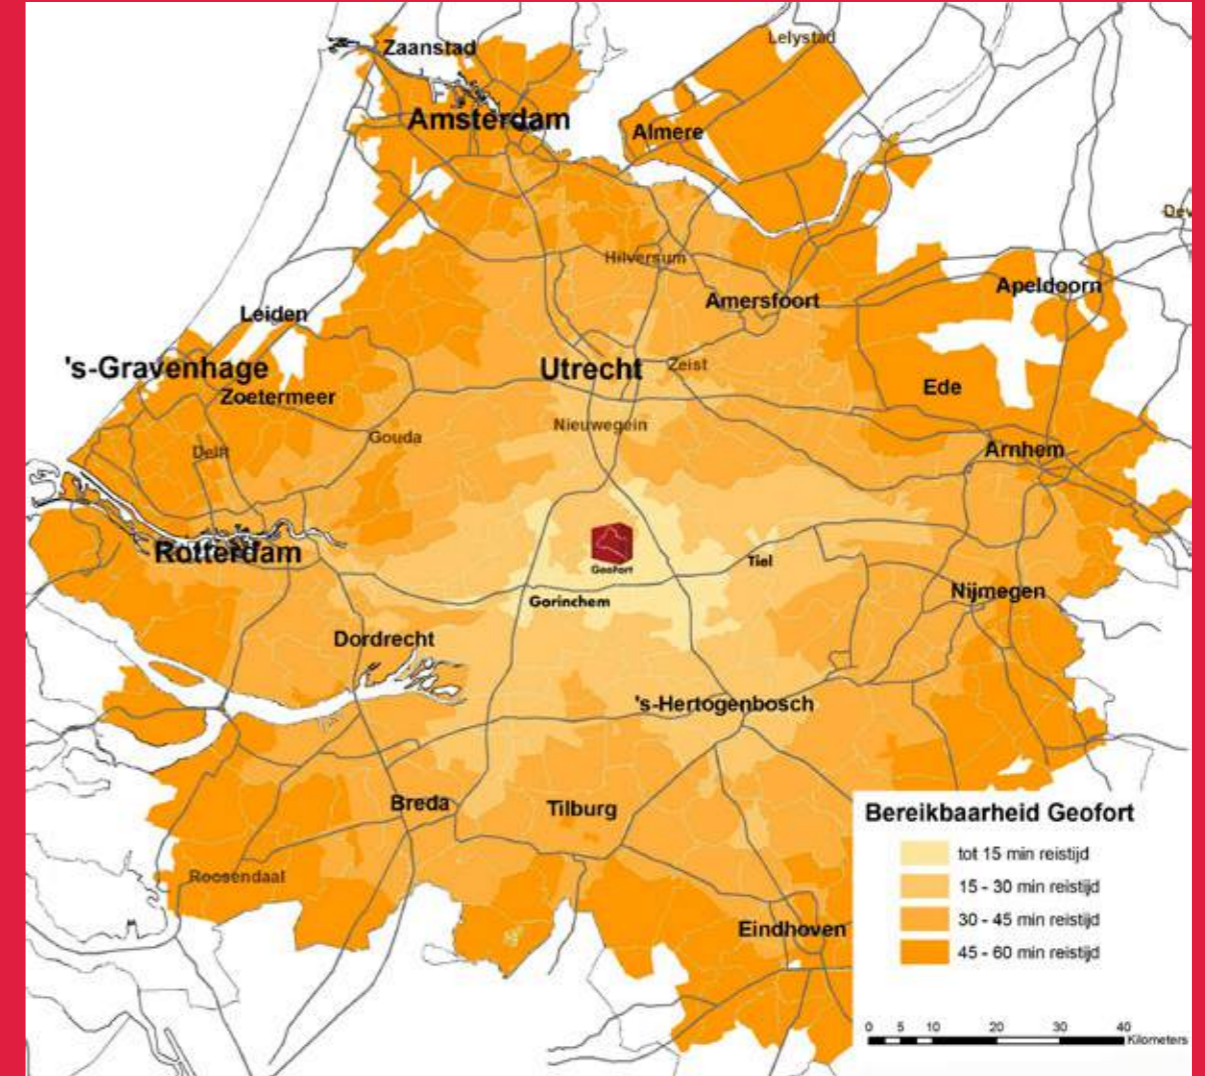 Zaanstad
Lelystad
Amsterdam
Almere
Hilversum
Apeldoorn
Amersfoort
Leiden
's-Gravenhage
Utrecht
Zeist
Zoetermeer
Ede
Nieuwegein
Gouda
Delft
Arnhem
Rotterdam
Geofort
Tiel
Nijmegen
Gorinchem
Dordrecht
's-Hertogenbosch
Breda
Tilburg
Roosendaal
Eindhoven
Bereikbaarheid Geofort
tot 15 min reistijd
15 - 30 min reistijd
30 - 45 min reistijd
45 - 60 min reistijd
0 5 10 20 30 40
Kilometers